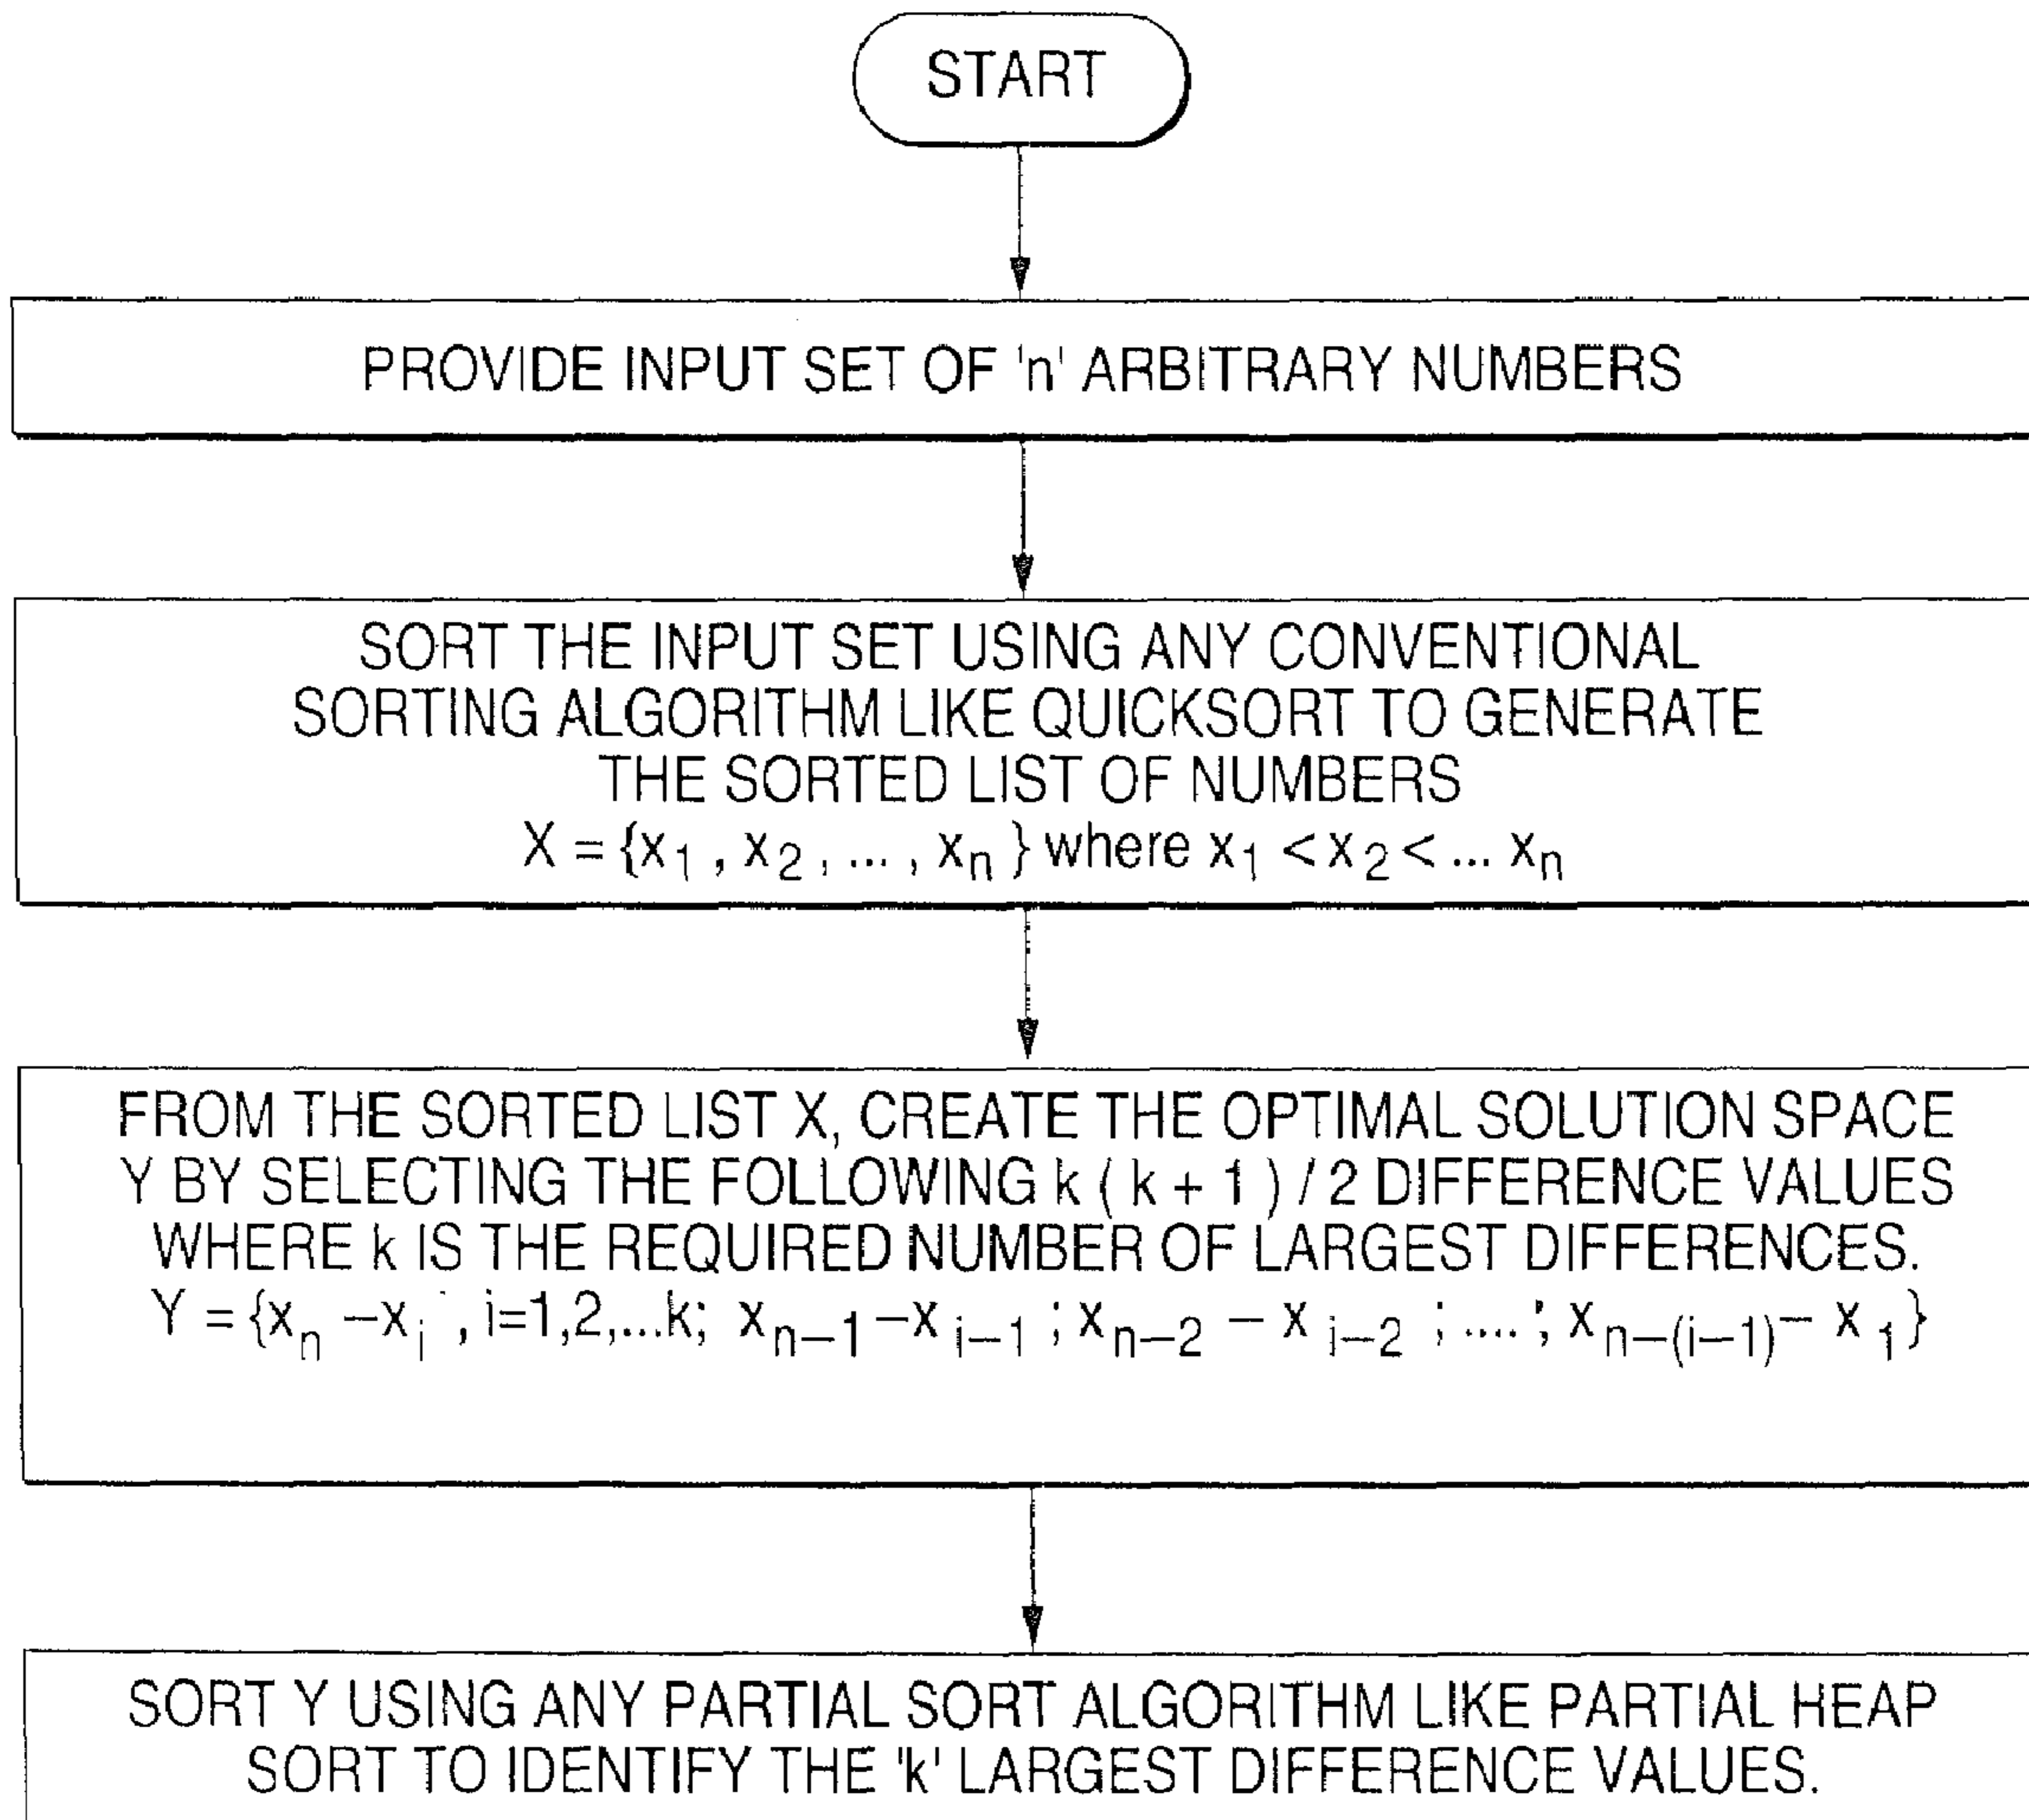 START
PROVIDE INPUT SET OF 'n' ARBITRARY NUMBERS
SORT THE INPUT SET USING ANY CONVENTIONAL
SORTING ALGORITHM LIKE QUICKSORT TO GENERATE
THE SORTED LIST OF NUMBERS
X = {x₁ , x₂ , ... , xₙ } where x₁ < x₂ < ... xₙ
FROM THE SORTED LIST X, CREATE THE OPTIMAL SOLUTION SPACE
Y BY SELECTING THE FOLLOWING k ( k + 1 ) / 2 DIFFERENCE VALUES
WHERE k IS THE REQUIRED NUMBER OF LARGEST DIFFERENCES.
Y = {xₙ –xᵢ , i=1,2,...k; xₙ₋₁ –xᵢ₋₁ ; xₙ₋₂ – xᵢ₋₂ ; ....; xₙ₋₍ᵢ₋₁₎ – x₁}
SORT Y USING ANY PARTIAL SORT ALGORITHM LIKE PARTIAL HEAP
SORT TO IDENTIFY THE 'k' LARGEST DIFFERENCE VALUES.